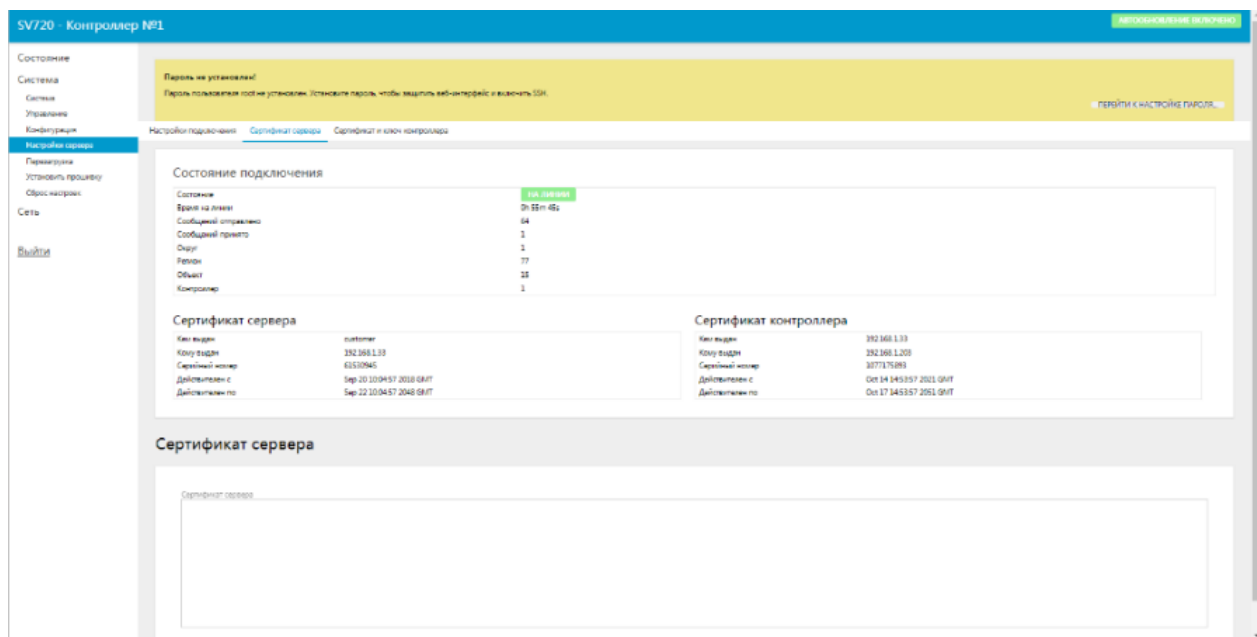 SV720 - Контроллер №1
АВТООБНОВЛЕНИЕ ВКЛЮЧЕНО
Состояние
Система
Система
Управление
Конфигурация
Настройки сервера
Перезагрузка
Установить прошивку
Сброс настроек
Сеть
Выйти
Пароль не установлен!
Пароль пользователя root не установлен. Установите пароль, чтобы защитить веб-интерфейс и включить SSH.
ПЕРЕЙТИ К НАСТРОЙКЕ ПАРОЛЯ...
Настройки подключения Сертификат сервера Сертификат и ключ контроллера
Состояние подключения
Состояние НА ЛИНИИ
Время на линии 0h 55m 46s
Сообщений отправлено 64
Сообщений принято 1
Округ 1
Регион 77
Объект 18
Контроллер 1
Сертификат сервера
Кем выдан customer
Кому выдан 192.168.1.33
Серийный номер 61530945
Действителен с Sep 20 10:04:57 2018 GMT
Действителен по Sep 22 10:04:57 2048 GMT
Сертификат контроллера
Кем выдан 192.168.1.33
Кому выдан 192.168.1.203
Серийный номер 1077175893
Действителен с Oct 14 14:53:57 2021 GMT
Действителен по Oct 17 14:53:57 2051 GMT
Сертификат сервера
Сертификат сервера